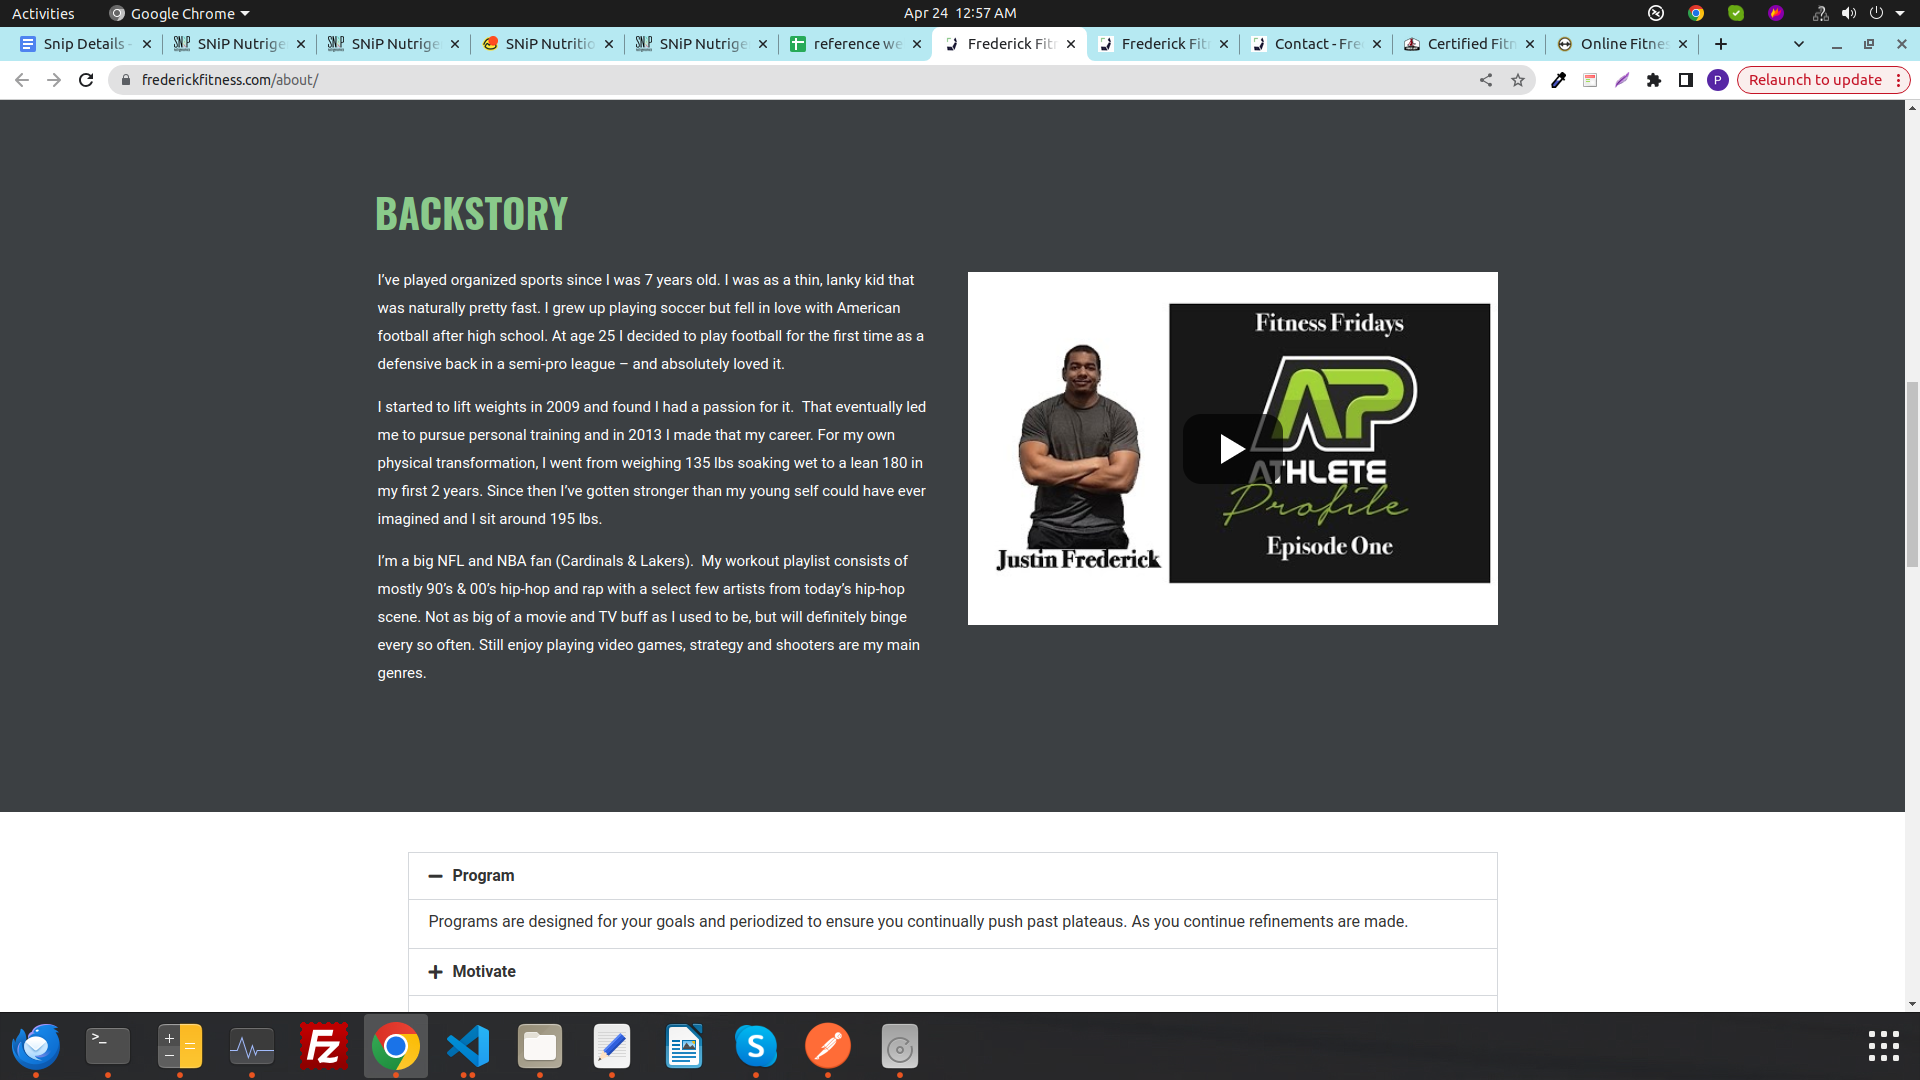 Activities
Google Chrome
Apr 24 12:57 AM
Snip Details -
SNiP Nutrige
SNiP Nutrige
SNiP Nutritio
SNiP Nutrige
reference we
Frederick Fit
Frederick Fit
Contact - Fre
Certified Fit
Online Fitne
frederickfitness.com/about/
P
Relaunch to update
BACKSTORY
I’ve played organized sports since I was 7 years old. I was as a thin, lanky kid that
was naturally pretty fast. I grew up playing soccer but fell in love with American
football after high school. At age 25 I decided to play football for the first time as a
defensive back in a semi-pro league – and absolutely loved it.
I started to lift weights in 2009 and found I had a passion for it.  That eventually led
me to pursue personal training and in 2013 I made that my career. For my own
physical transformation, I went from weighing 135 lbs soaking wet to a lean 180 in
my first 2 years. Since then I’ve gotten stronger than my young self could have ever
imagined and I sit around 195 lbs.
I’m a big NFL and NBA fan (Cardinals & Lakers).  My workout playlist consists of
mostly 90’s & 00’s hip-hop and rap with a select few artists from today’s hip-hop
scene. Not as big of a movie and TV buff as I used to be, but will definitely binge
every so often. Still enjoy playing video games, strategy and shooters are my main
genres.
Fitness Fridays
AP
ATHLETE
Profile
Episode One
Justin Frederick
Program
Programs are designed for your goals and periodized to ensure you continually push past plateaus. As you continue refinements are made.
Motivate